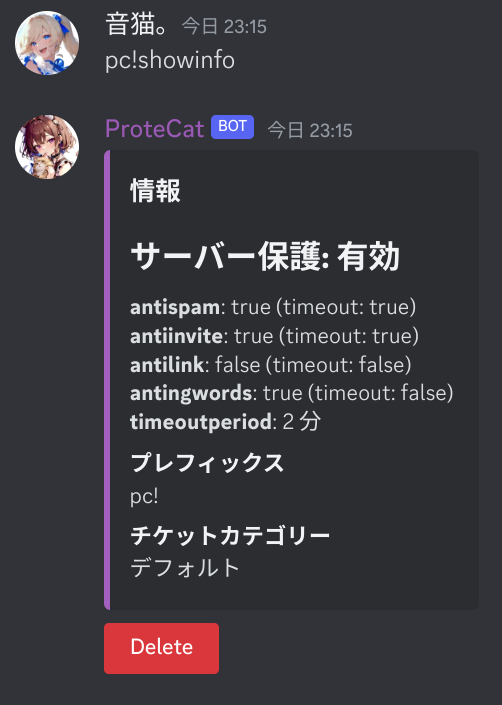 音猫。 今日 23:15
pc!showinfo
ProteCat BOT 今日 23:15
情報
サーバー保護: 有効
antispam: true (timeout: true)
antiinvite: true (timeout: true)
antilink: false (timeout: false)
antingwords: true (timeout: false)
timeoutperiod: 2 分
プレフィックス
pc!
チケットカテゴリー
デフォルト
Delete